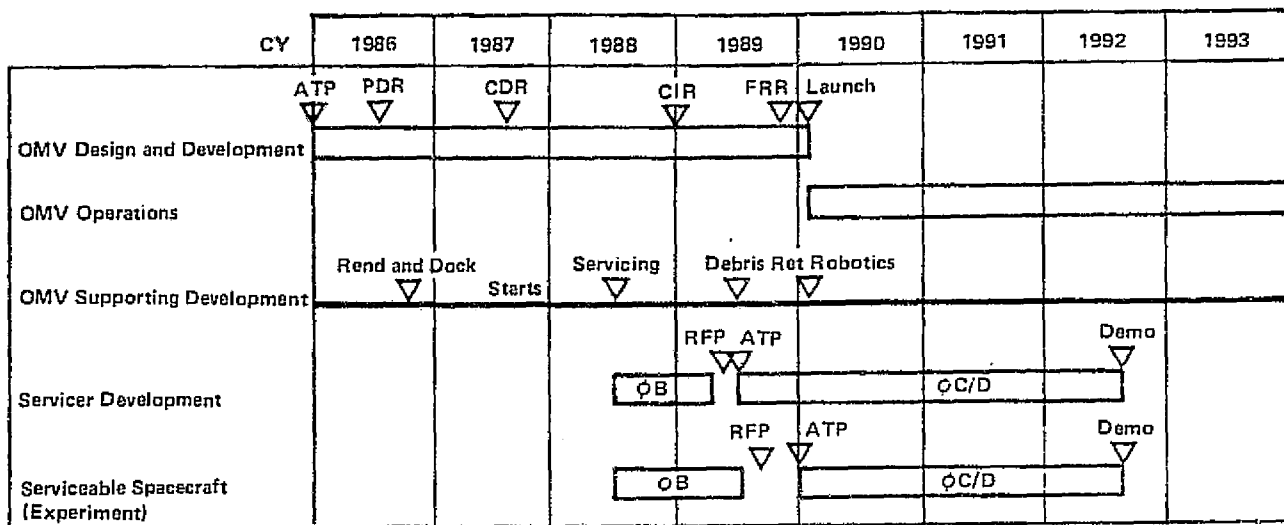 CY 1986 1987 1988 1989 1990 1991 1992 1993
ATP PDR CDR CIR FRR Launch
OMV Design and Development
OMV Operations
Rend and Dock Servicing Debris Ret Robotics
OMV Supporting Development Starts
RFP ATP Demo
Servicer Development φB φC/D
RFP ATP Demo
Serviceable Spacecraft φB φC/D
(Experiment)